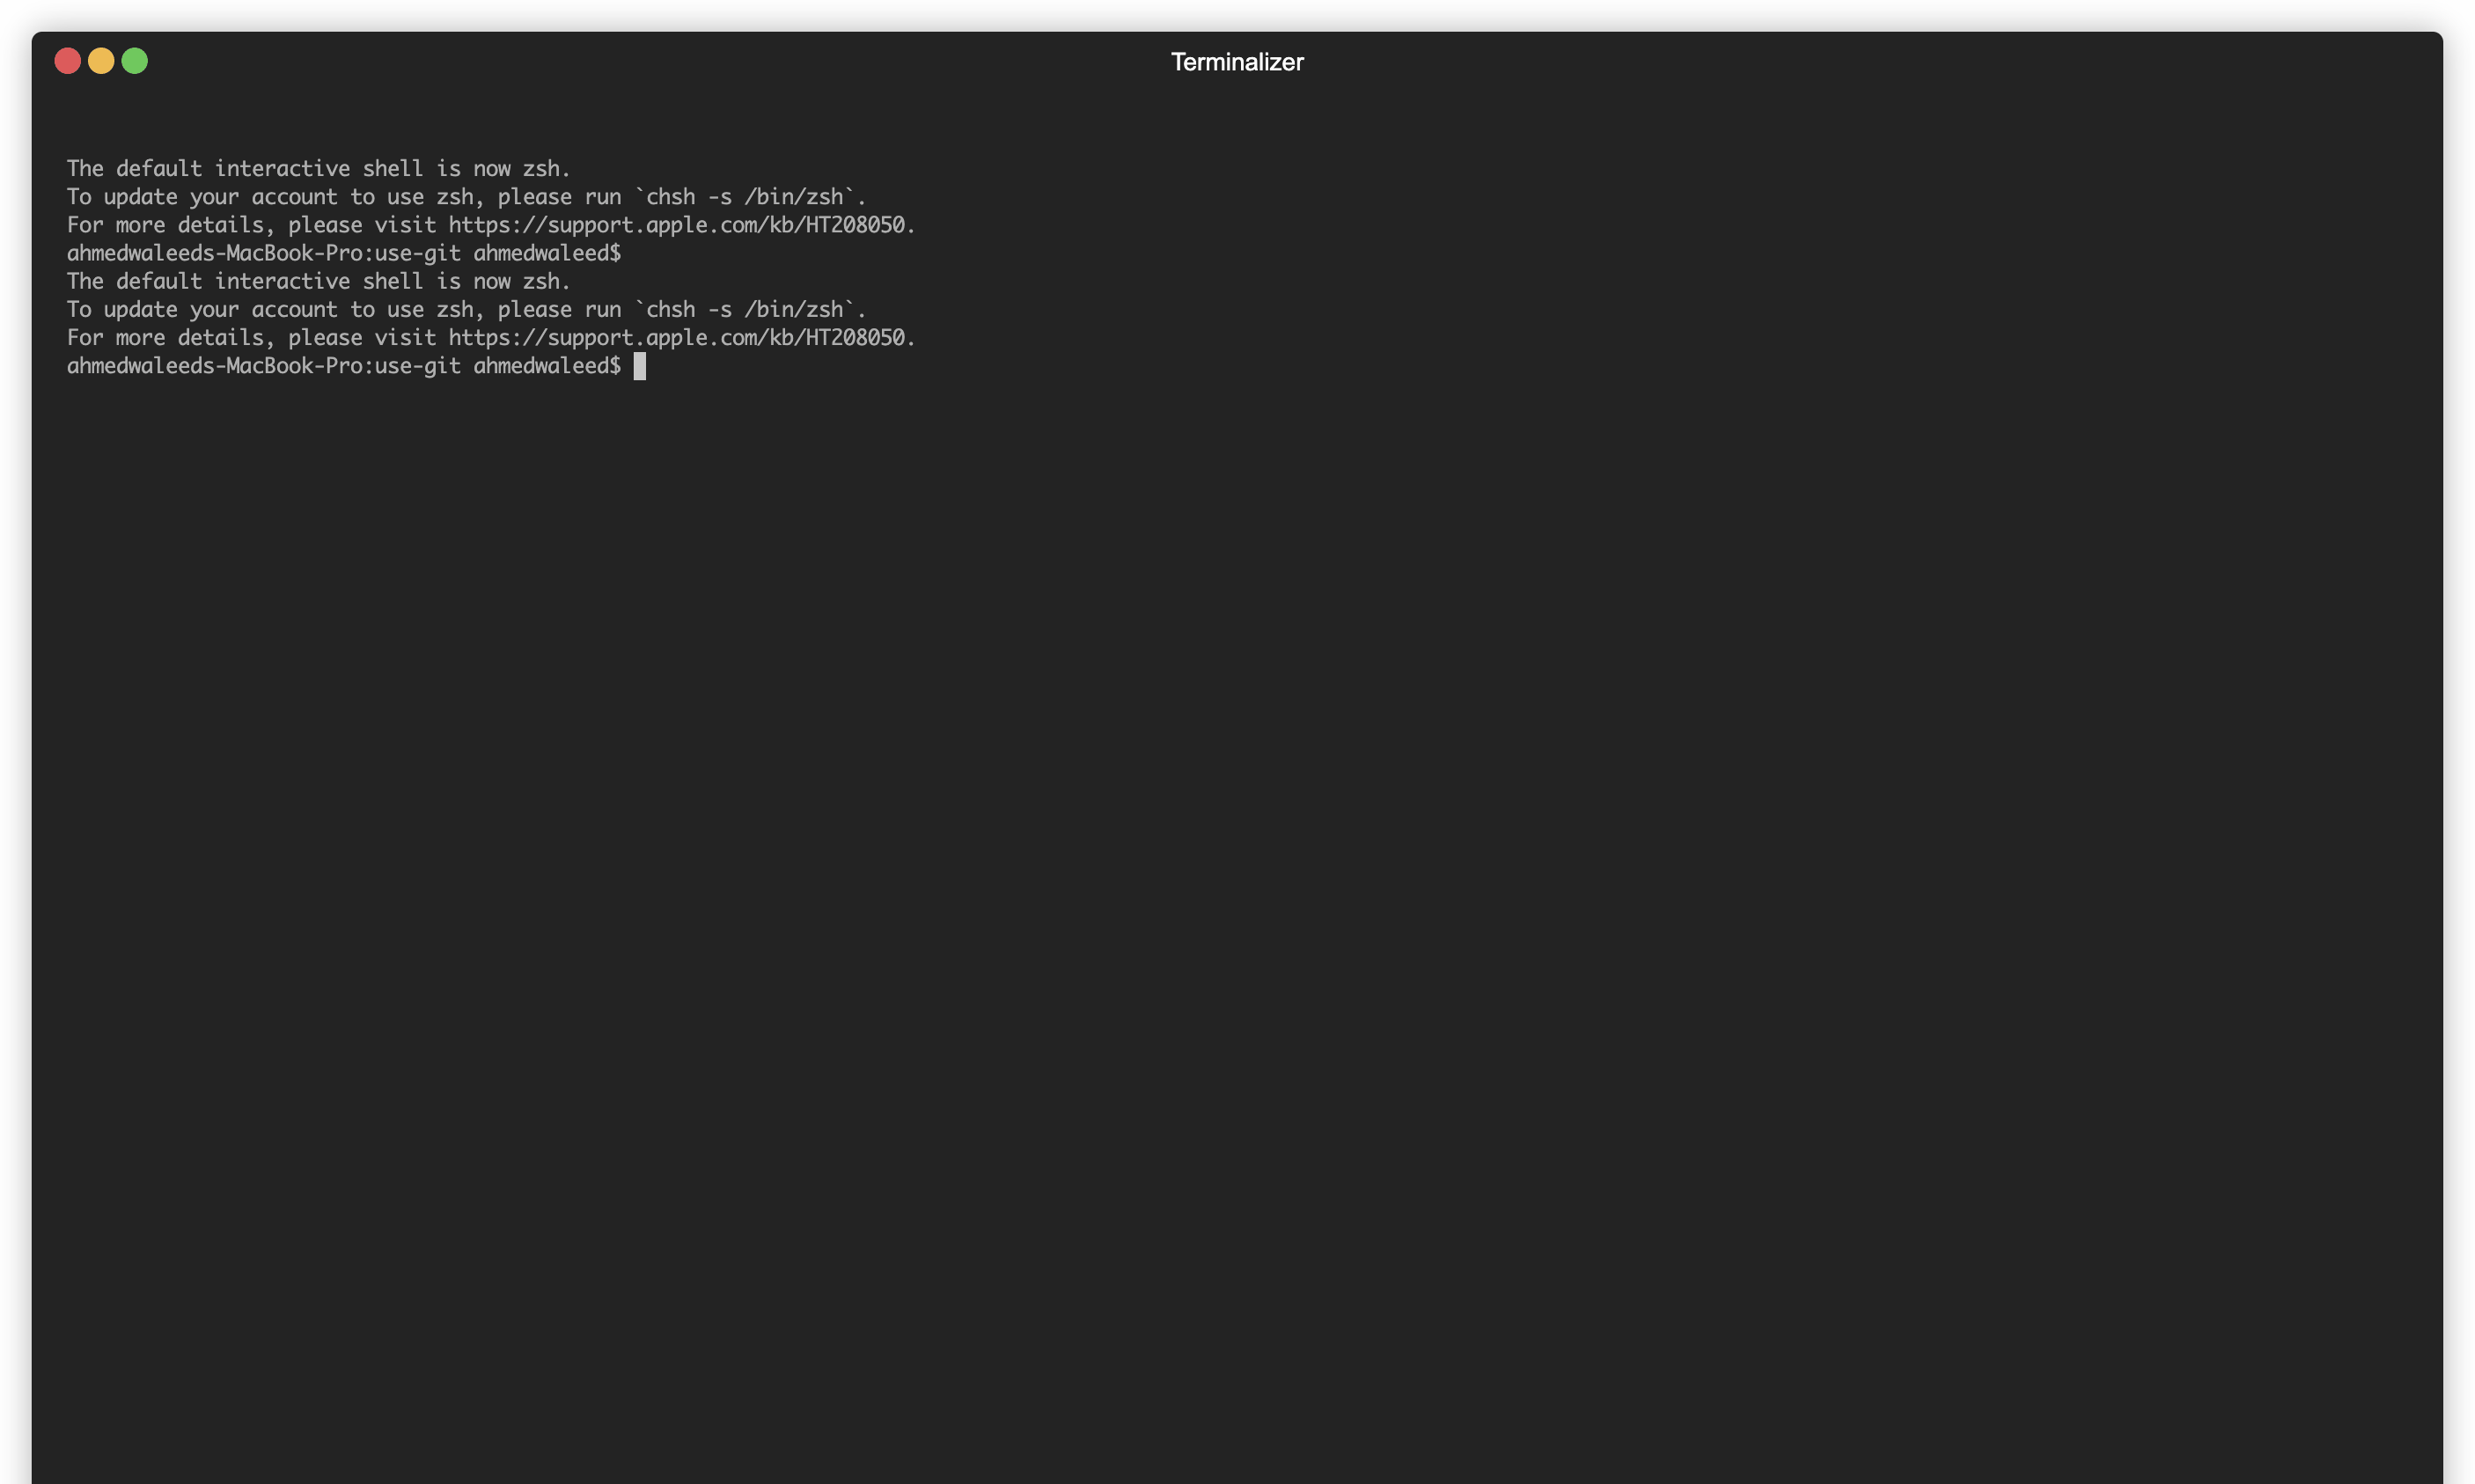 Terminalizer
The default interactive shell is now zsh.
To update your account to use zsh, please run `chsh -s /bin/zsh`.
For more details, please visit https://support.apple.com/kb/HT208050.
ahmedwaleeds-MacBook-Pro:use-git ahmedwaleed$
The default interactive shell is now zsh.
To update your account to use zsh, please run `chsh -s /bin/zsh`.
For more details, please visit https://support.apple.com/kb/HT208050.
ahmedwaleeds-MacBook-Pro:use-git ahmedwaleed$